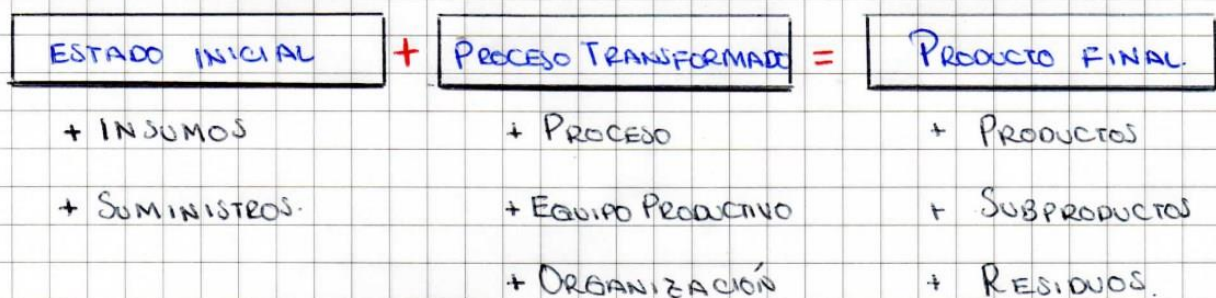 ESTADO INICIAL + PROCESO TRANSFORMADO = PRODUCTO FINAL.
+ INSUMOS + PROCESO + PRODUCTOS
+ SUMINISTROS. + EQUIPO PRODUCTIVO + SUBPRODUCTOS
+ ORGANIZACIÓN + RESIDUOS.